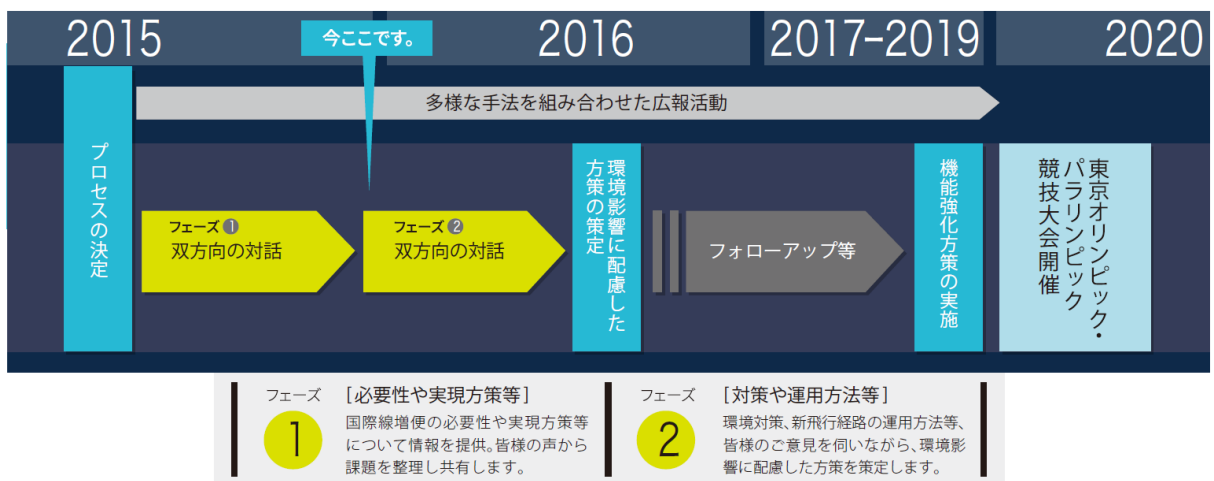 2015
今ここです。
2016
2017-2019
2020
多様な手法を組み合わせた広報活動
プロセスの決定
フェーズ❶
双方向の対話
フェーズ❷
双方向の対話
環境影響に配慮した
方策の策定
フォローアップ等
機能強化方策の実施
東京オリンピック・
パラリンピック
競技大会開催
フェーズ
1
[必要性や実現方策等]
国際線増便の必要性や実現方策等
について情報を提供。皆様の声から
課題を整理し共有します。
フェーズ
2
[対策や運用方法等]
環境対策、新飛行経路の運用方法等、
皆様のご意見を伺いながら、環境影
響に配慮した方策を策定します。